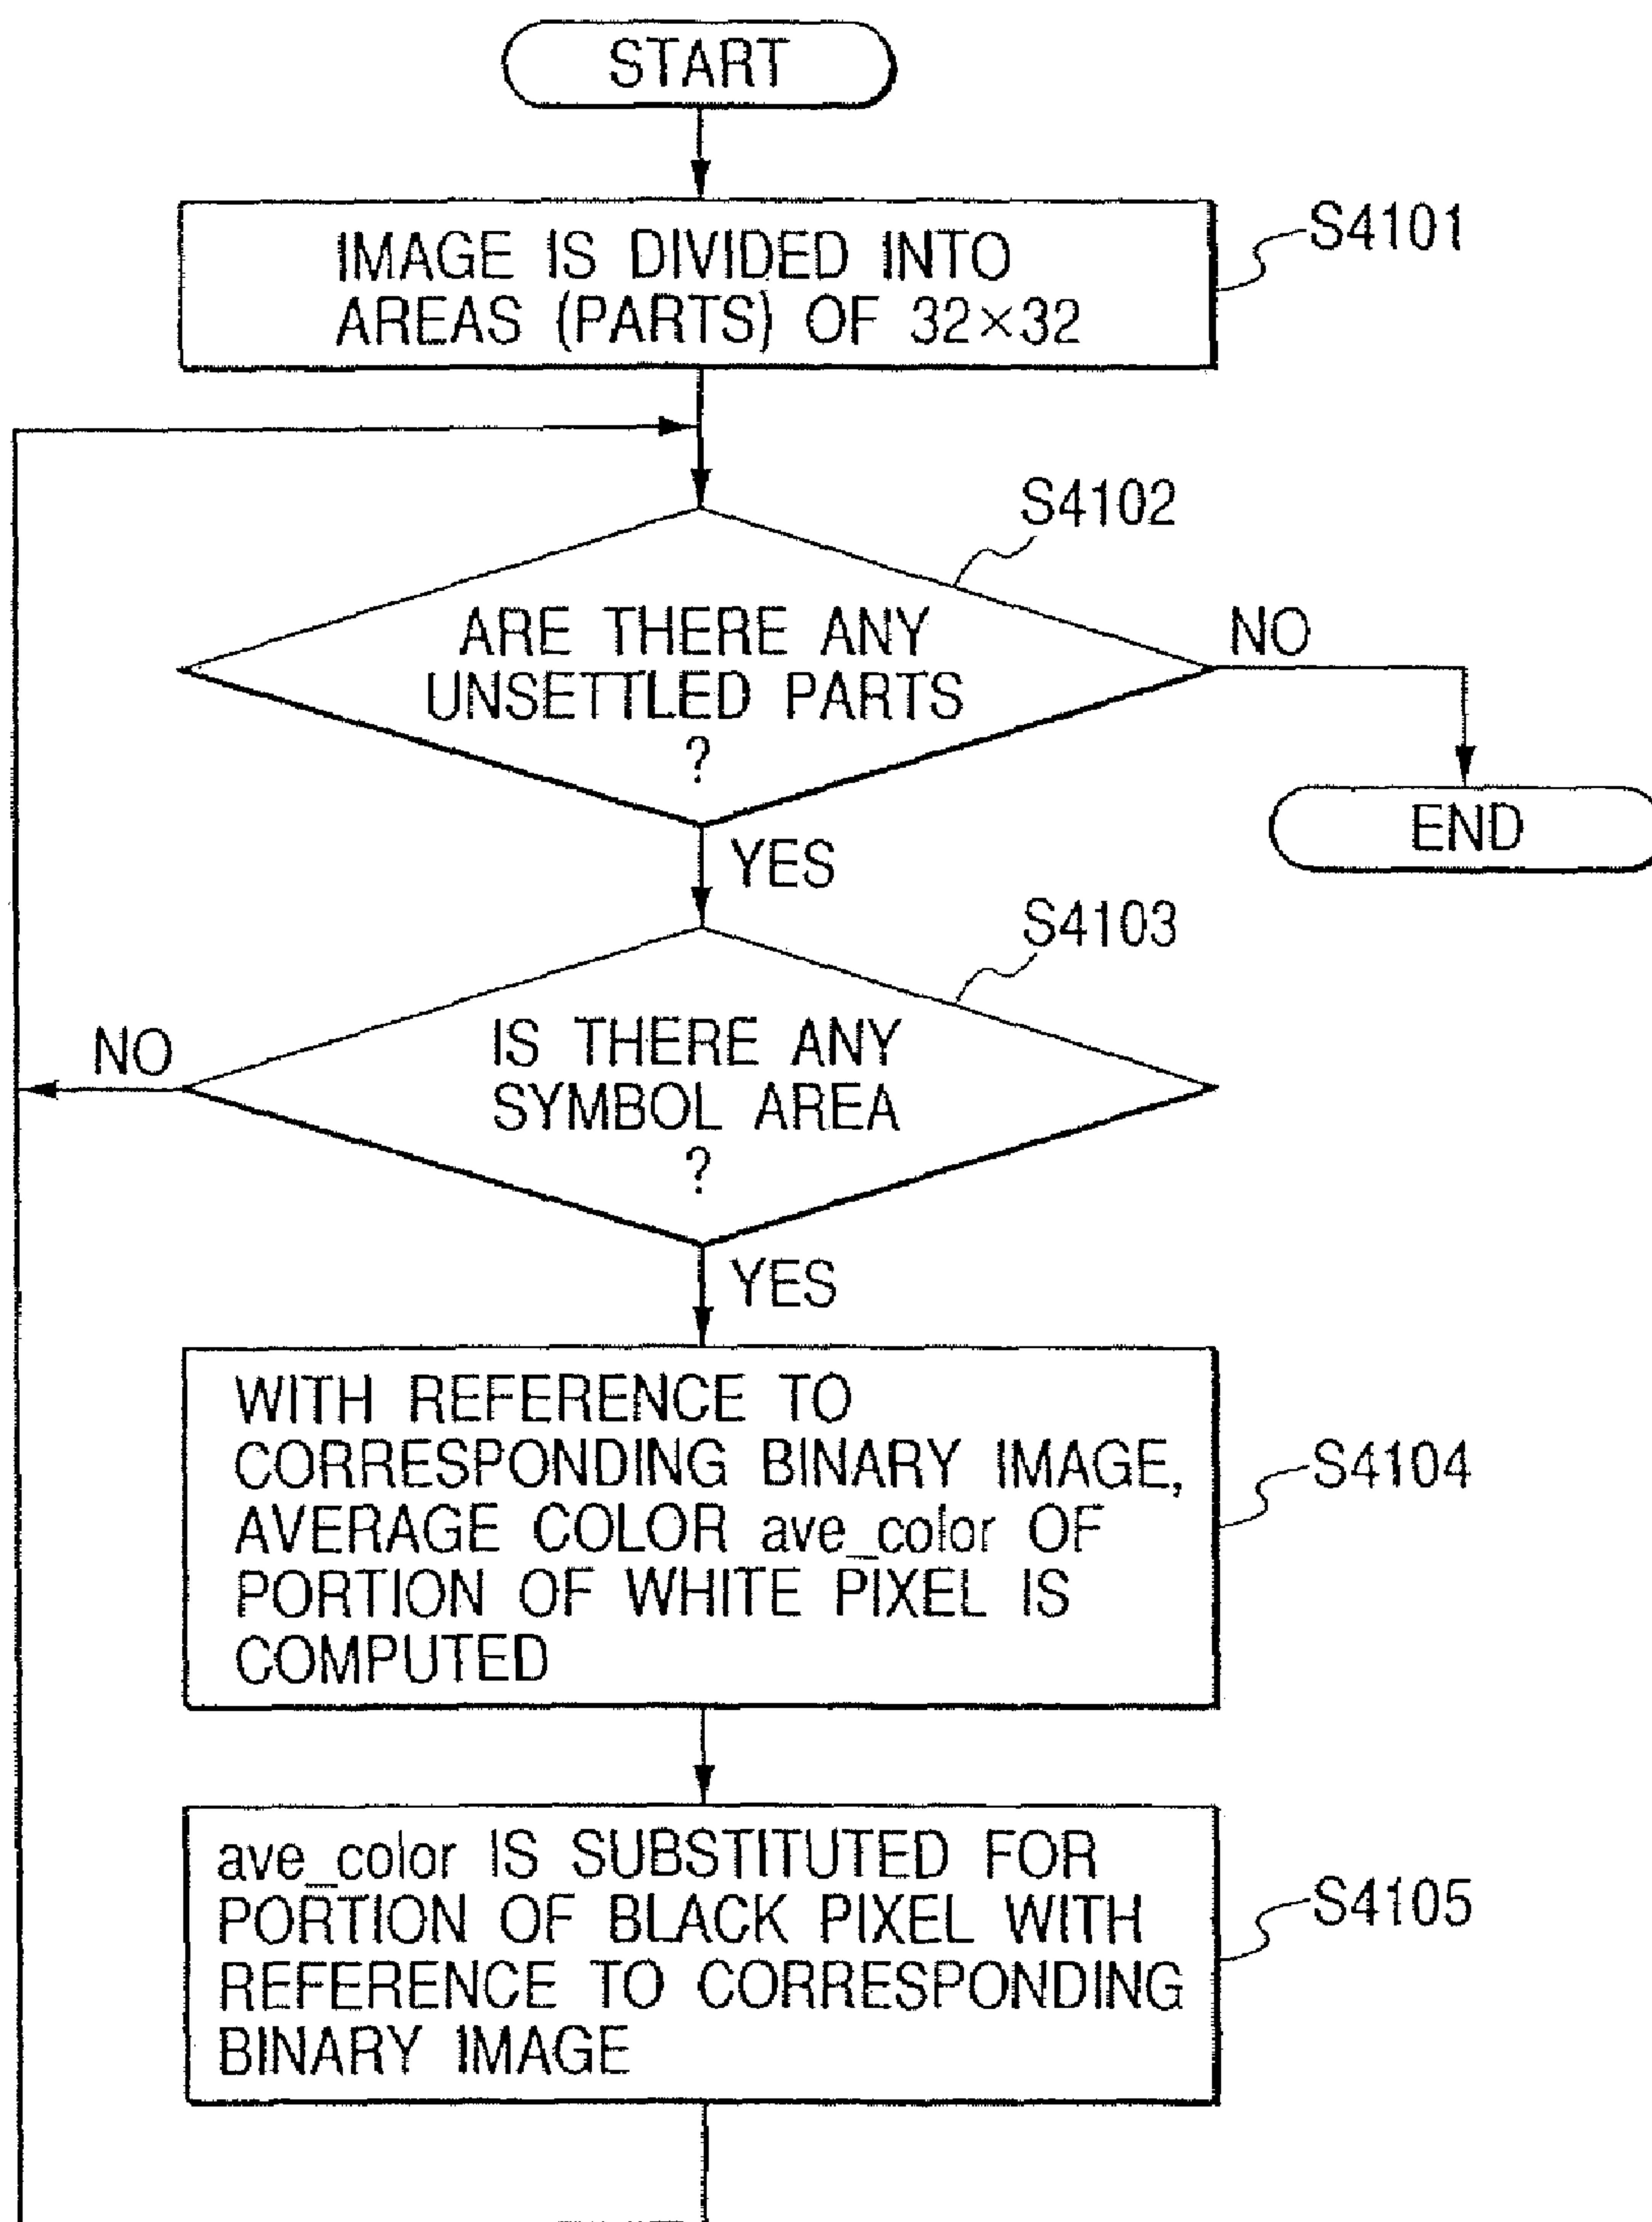 START
IMAGE IS DIVIDED INTO
AREAS (PARTS) OF 32×32
S4101
S4102
ARE THERE ANY
UNSETTLED PARTS
?
NO
END
YES
S4103
IS THERE ANY
SYMBOL AREA
?
NO
YES
WITH REFERENCE TO
CORRESPONDING BINARY IMAGE,
AVERAGE COLOR ave_color OF
PORTION OF WHITE PIXEL IS
COMPUTED
S4104
ave_color IS SUBSTITUTED FOR
PORTION OF BLACK PIXEL WITH
REFERENCE TO CORRESPONDING
BINARY IMAGE
S4105